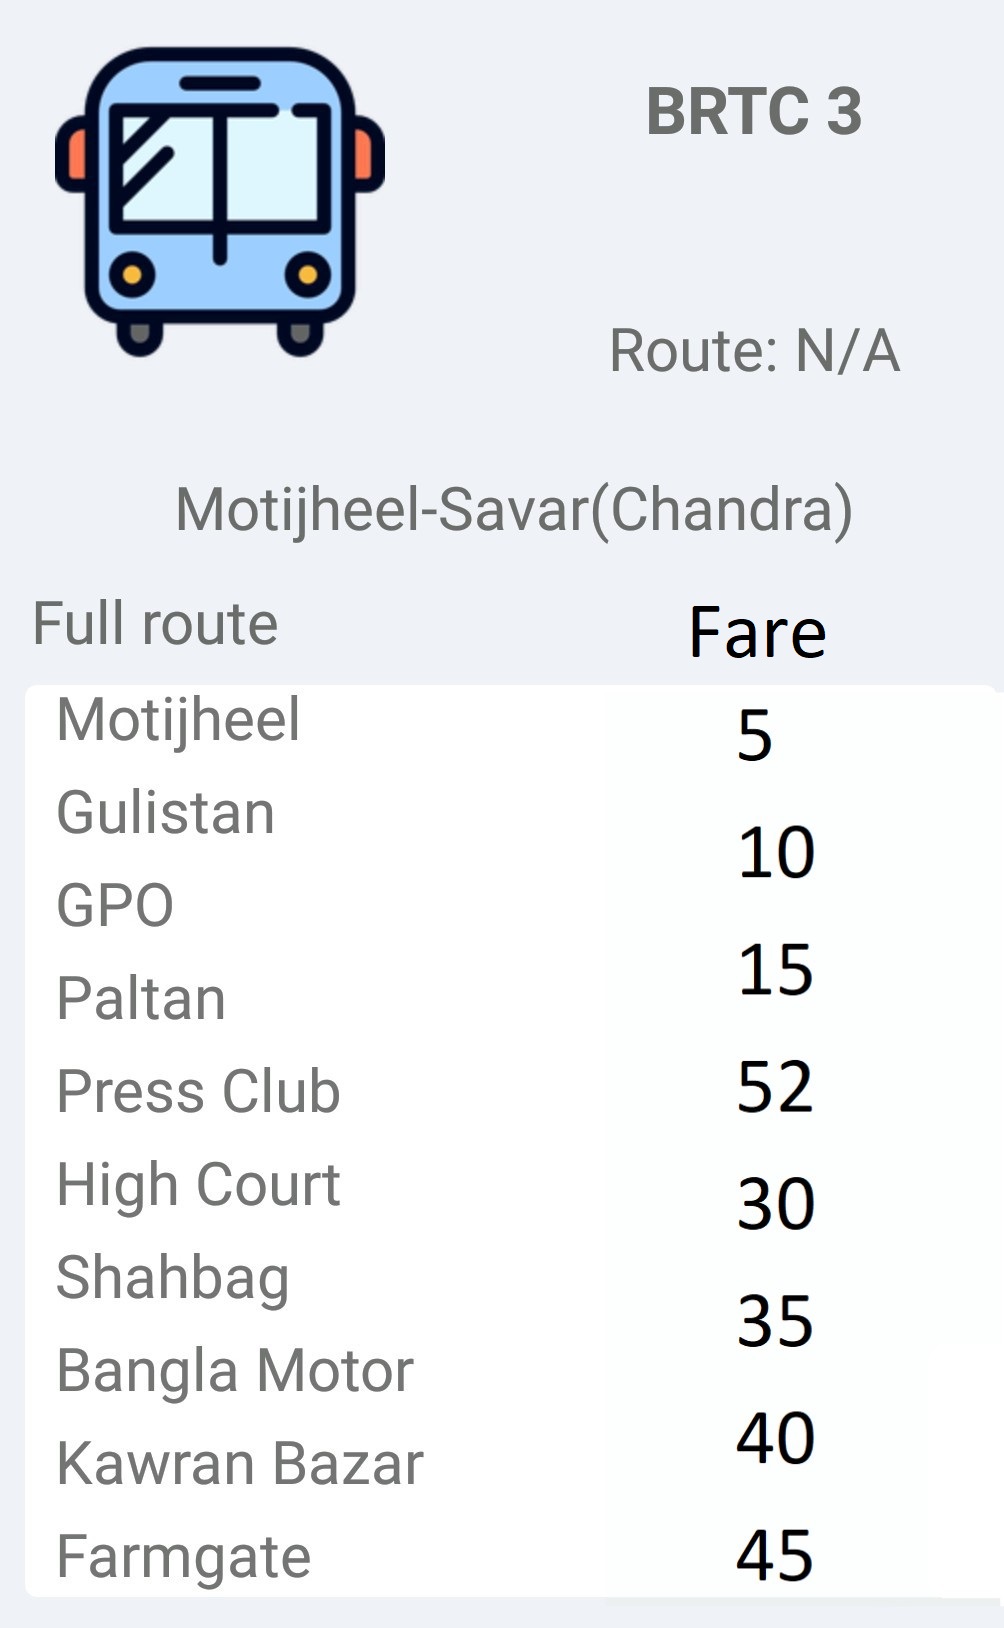 BRTC 3
Route: N/A
Motijheel-Savar(Chandra)
Full route Fare
Motijheel 5
Gulistan
10
GPO
15
Paltan
52
Press Club
30
High Court
Shahbag
35
Bangla Motor
40
Kawran Bazar
Farmgate 45